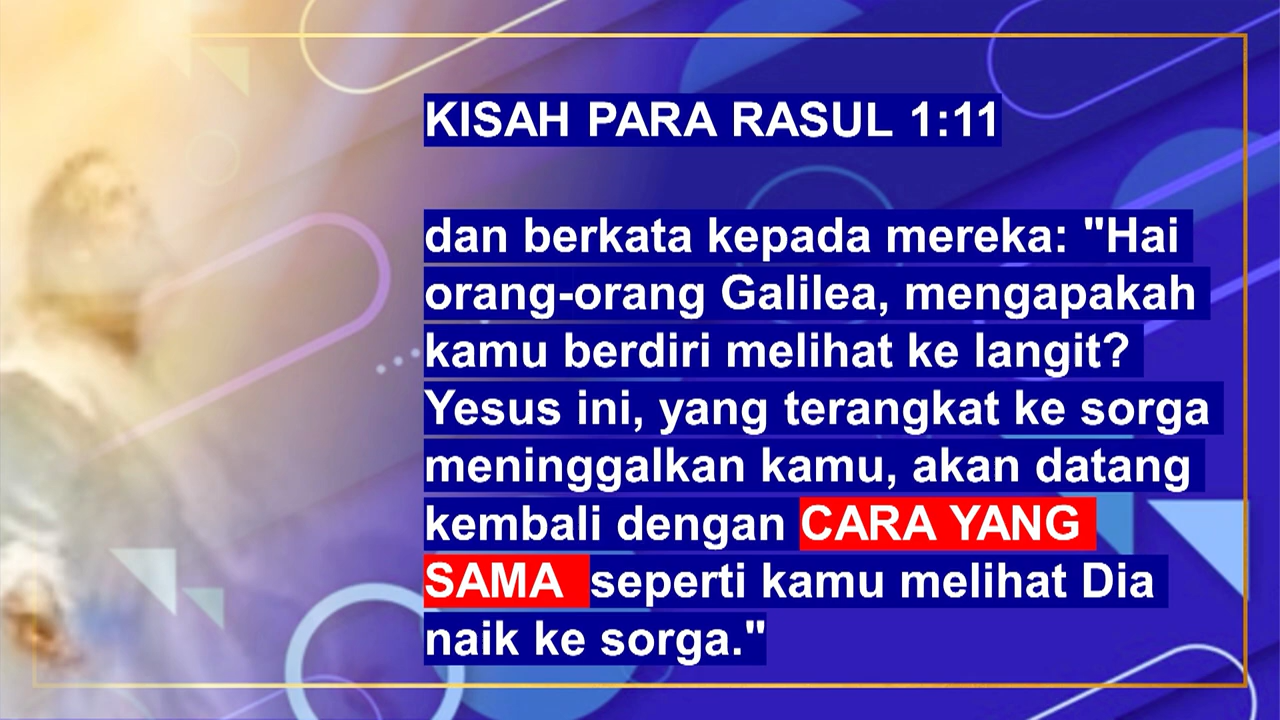 KISAH PARA RASUL 1:11
dan berkata kepada mereka: "Hai
orang-orang Galilea, mengapakah
kamu berdiri melihat ke langit?
Yesus ini, yang terangkat ke sorga
meninggalkan kamu, akan datang
kembali dengan CARA YANG
SAMA seperti kamu melihat Dia
naik ke sorga."